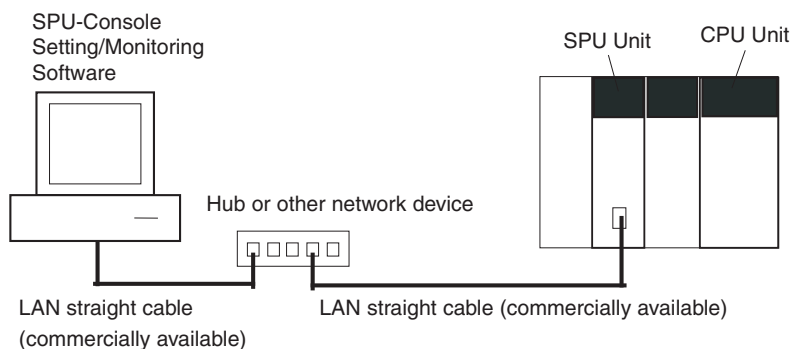 SPU-Console
Setting/Monitoring
Software
SPU Unit
CPU Unit
Hub or other network device
LAN straight cable
(commercially available)
LAN straight cable (commercially available)